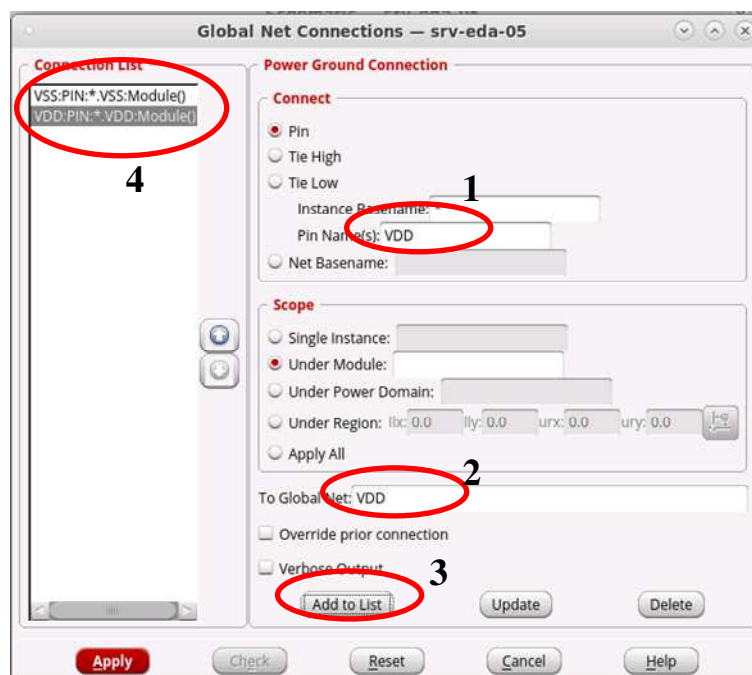 Global Net Connections — srv-eda-05
Connection List
VSS:PIN:*.VSS:Module()
VDD:PIN:*.VDD:Module()
4
Power Ground Connection
Connect
Pin
Tie High
Tie Low
1
Instance Basename: *
Pin Name(s): VDD
Net Basename:
Scope
Single Instance:
Under Module:
Under Power Domain:
Under Region: llx: 0.0 lly: 0.0 urx: 0.0 ury: 0.0
Apply All
2
To Global Net: VDD
Override prior connection
Verbose Output
3
Add to List Update Delete
Apply Check Reset Cancel Help